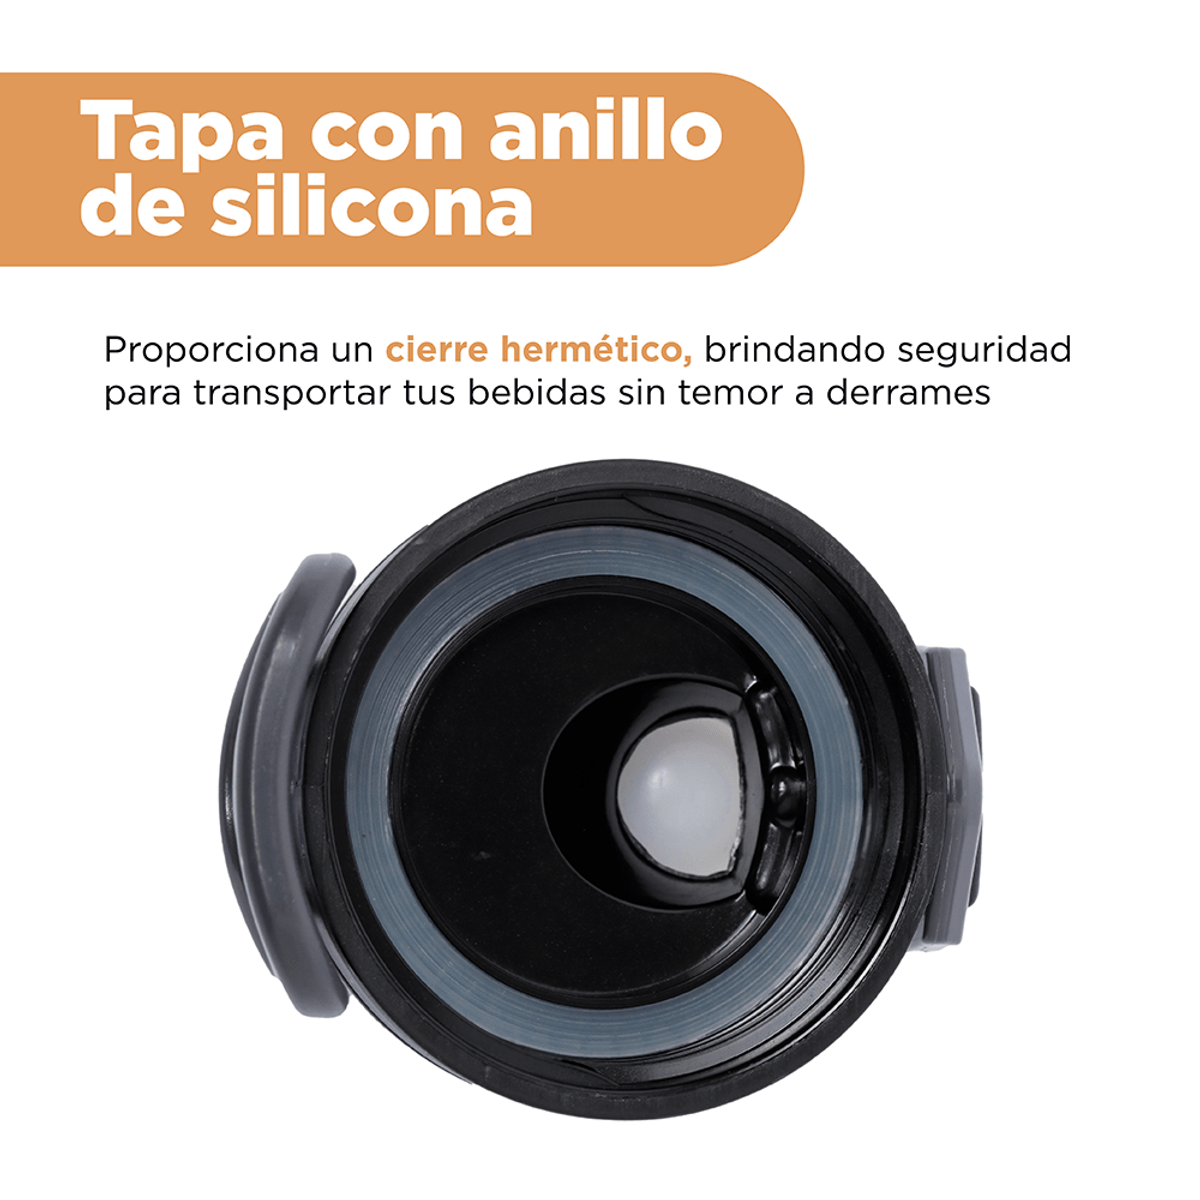 Tapa con anillo
de silicona
Proporciona un cierre hermético, brindando seguridad
para transportar tus bebidas sin temor a derrames